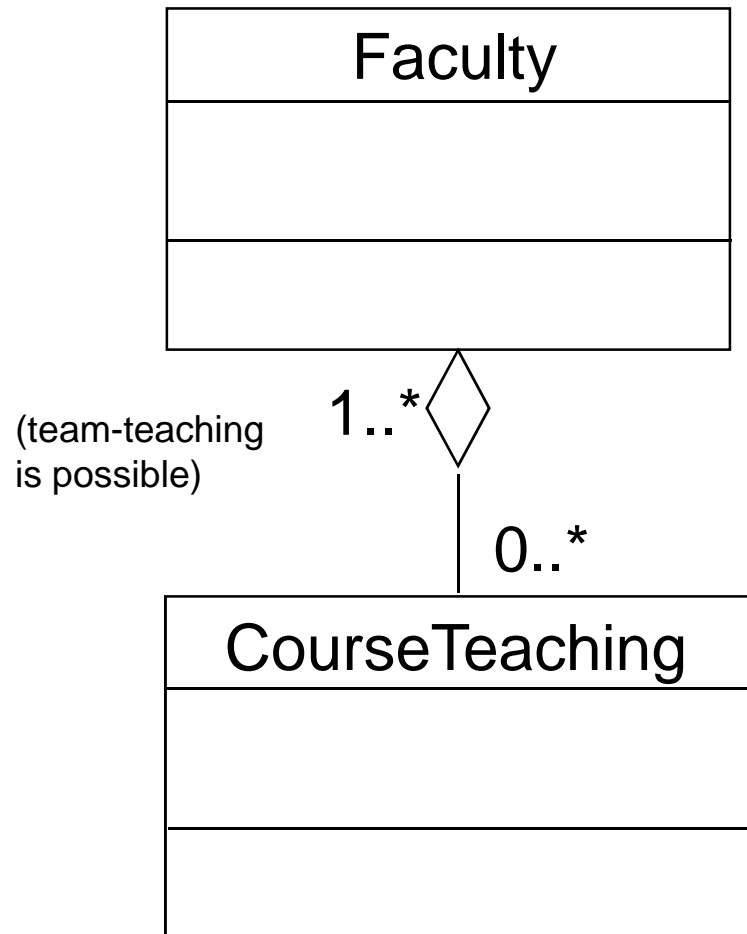 Faculty
1..*
(team-teaching
is possible)
0..*
CourseTeaching